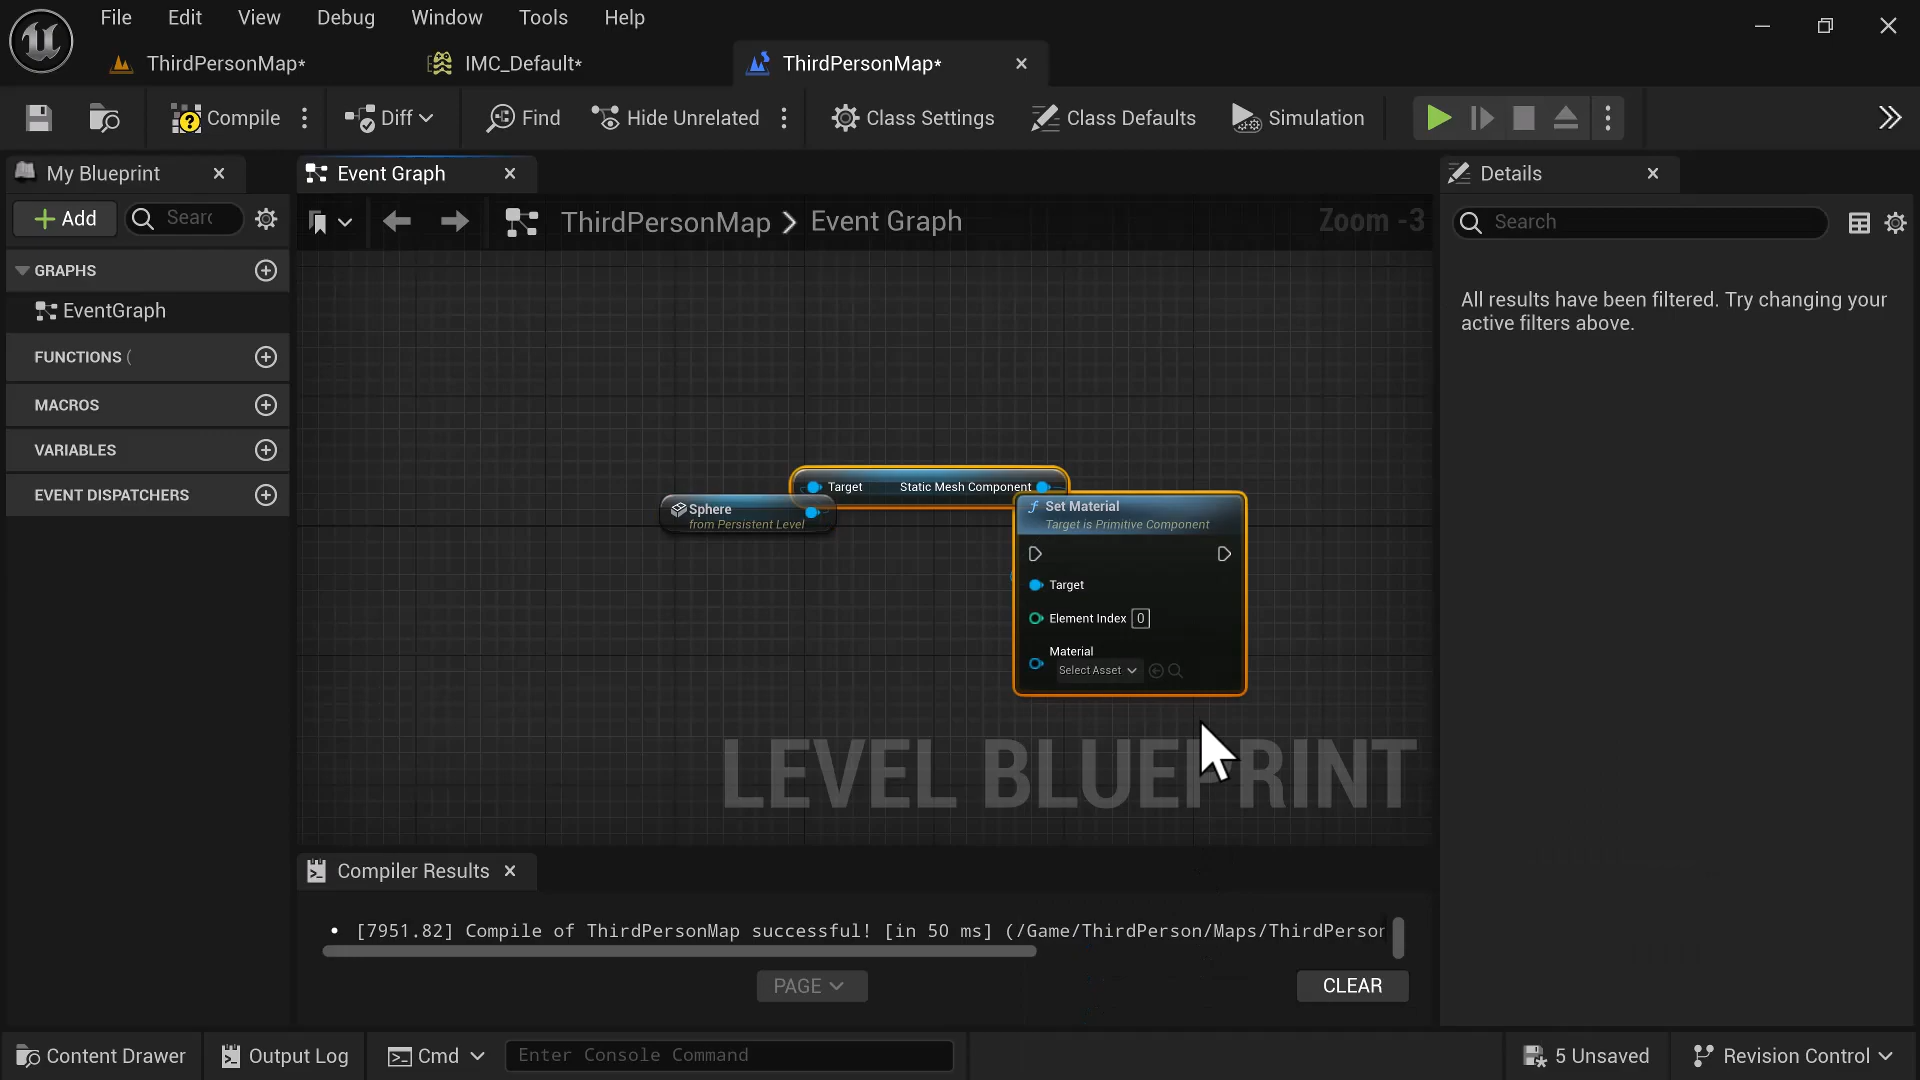 File Edit View Debug Window Tools Help
ThirdPersonMap* IMC_Default* ThirdPersonMap*
Compile Diff Find Hide Unrelated Class Settings Class Defaults Simulation
My Blueprint Event Graph Details
Add Searc ThirdPersonMap > Event Graph Zoom -3 Search
GRAPHS
EventGraph
FUNCTIONS (
MACROS
VARIABLES
EVENT DISPATCHERS
All results have been filtered. Try changing your
active filters above.
Target Static Mesh Component
Sphere
from Persistent Level
Set Material
Target is Primitive Component
Target
Element Index 0
Material
Select Asset
LEVEL BLUEPRINT
Compiler Results
• [7951.82] Compile of ThirdPersonMap successful! [in 50 ms] (/Game/ThirdPerson/Maps/ThirdPerson
PAGE CLEAR
Content Drawer Output Log Cmd Enter Console Command 5 Unsaved Revision Control